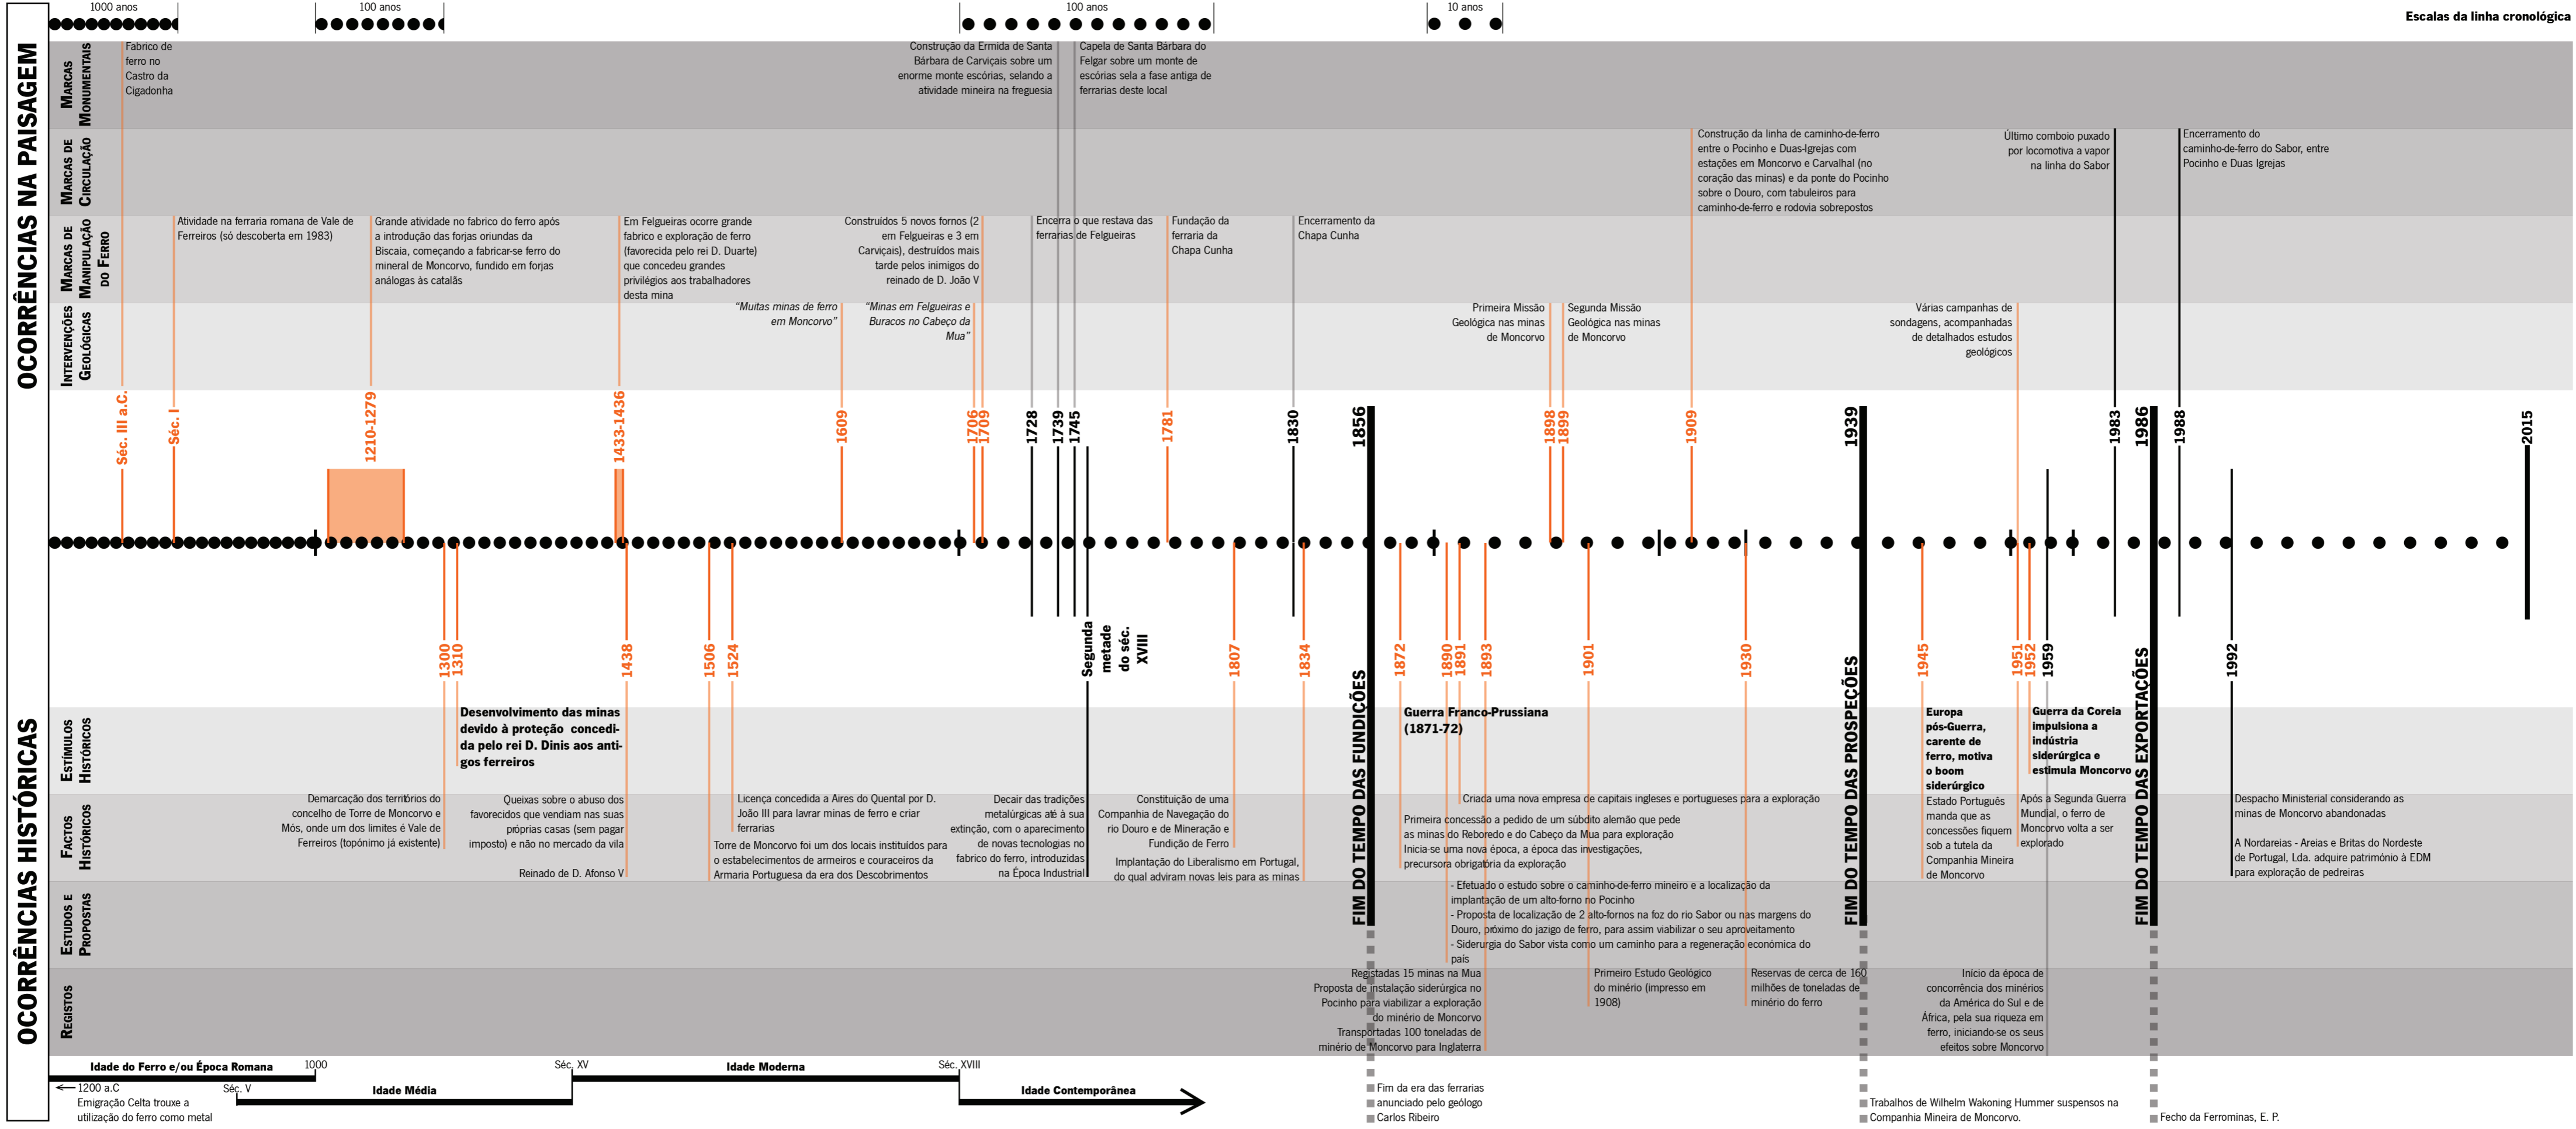 1000 anos
100 anos
100 anos
10 anos
Escalas da linha cronológica
OCORRÊNCIAS NA PAISAGEM
MARCAS
MONUMENTAIS
Fabrico de
ferro no
Castro da
Cigadonha
Construção da Ermida de Santa
Bárbara de Carviçais sobre um
enorme monte escórias, selando a
atividade mineira na freguesia
Capela de Santa Bárbara do
Felgar sobre um monte de
escórias sela a fase antiga de
ferrarias deste local
MARCAS DE
CIRCULAÇÃO
Construção da linha de caminho-de-ferro
entre o Pocinho e Duas-Igrejas com
estações em Moncorvo e Carvalhal (no
coração das minas) e da ponte do Pocinho
sobre o Douro, com tabuleiros para
caminho-de-ferro e rodovia sobrepostos
Último comboio puxado
por locomotiva a vapor
na linha do Sabor
Encerramento do
caminho-de-ferro do Sabor, entre
Pocinho e Duas Igrejas
MARCAS DE
MANIPULAÇÃO
DO FERRO
Atividade na ferraria romana de Vale de
Ferreiros (só descoberta em 1983)
Grande atividade no fabrico do ferro após
a introdução das forjas oriundas da
Biscaia, começando a fabricar-se ferro do
mineral de Moncorvo, fundido em forjas
análogas às catalãs
Em Felgueiras ocorre grande
fabrico e exploração de ferro
(favorecida pelo rei D. Duarte)
que concedeu grandes
privilégios aos trabalhadores
desta mina
Construídos 5 novos fornos (2
em Felgueiras e 3 em
Carviçais), destruídos mais
tarde pelos inimigos do
reinado de D. João V
Encerra o que restava das
ferrarias de Felgueiras
Fundação da
ferraria da
Chapa Cunha
Encerramento da
Chapa Cunha
INTERVENÇÕES
GEOLÓGICAS
"Muitas minas de ferro
em Moncorvo"
"Minas em Felgueiras e
Buracos no Cabeço da
Mua"
Primeira Missão
Geológica nas minas
de Moncorvo
Segunda Missão
Geológica nas minas
de Moncorvo
Várias campanhas de
sondagens, acompanhadas
de detalhados estudos
geológicos
Séc. III a.C.
Séc. I
1210-1279
1433-1436
1609
1706
1709
1728
1739
1745
1781
1830
1856
1898
1899
1909
1939
1983
1986
1988
2015
1300
1310
1438
1506
1524
Segunda
metade
do séc.
XVIII
1807
1834
1872
1890
1891
1893
1901
1930
1945
1951
1952
1959
1992
FIM DO TEMPO DAS FUNDIÇÕES
FIM DO TEMPO DAS PROSPEÇÕES
FIM DO TEMPO DAS EXPORTAÇÕES
OCORRÊNCIAS HISTÓRICAS
ESTÍMULOS
HISTÓRICOS
Desenvolvimento das minas
devido à proteção concedi-
da pelo rei D. Dinis aos anti-
gos ferreiros
Guerra Franco-Prussiana
(1871-72)
Europa
pós-Guerra,
carente de
ferro, motiva
o boom
siderúrgico
Guerra da Coreia
impulsiona a
indústria
siderúrgica e
estimula Moncorvo
FACTOS
HISTÓRICOS
Demarcação dos territórios do
concelho de Torre de Moncorvo e
Mós, onde um dos limites é Vale de
Ferreiros (topónimo já existente)
Queixas sobre o abuso dos
favorecidos que vendiam nas suas
próprias casas (sem pagar
imposto) e não no mercado da vila
Reinado de D. Afonso V
Licença concedida a Aires do Quental por D.
João III para lavrar minas de ferro e criar
ferrarias
Torre de Moncorvo foi um dos locais instituídos para
o estabelecimentos de armeiros e couraceiros da
Armaria Portuguesa da era dos Descobrimentos
Decair das tradições
metalúrgicas até à sua
extinção, com o aparecimento
de novas tecnologias no
fabrico do ferro, introduzidas
na Época Industrial
Constituição de uma
Companhia de Navegação do
rio Douro e de Mineração e
Fundição de Ferro
Implantação do Liberalismo em Portugal,
do qual adviram novas leis para as minas
Criada uma nova empresa de capitais ingleses e portugueses para a exploração
Primeira concessão a pedido de um súbdito alemão que pede
as minas do Reboredo e do Cabeço da Mua para exploração
Inicia-se uma nova época, a época das investigações,
precursora obrigatória da exploração
Estado Português
manda que as
concessões fiquem
sob a tutela da
Companhia Mineira
de Moncorvo
Após a Segunda Guerra
Mundial, o ferro de
Moncorvo volta a ser
explorado
Despacho Ministerial considerando as
minas de Moncorvo abandonadas
A Nordareias - Areias e Britas do Nordeste
de Portugal, Lda. adquire património à EDM
para exploração de pedreiras
ESTUDOS E
PROPOSTAS
- Efetuado o estudo sobre o caminho-de-ferro mineiro e a localização da
implantação de um alto-forno no Pocinho
- Proposta de localização de 2 alto-fornos na foz do rio Sabor ou nas margens do
Douro, próximo do jazigo de ferro, para assim viabilizar o seu aproveitamento
- Siderurgia do Sabor vista como um caminho para a regeneração económica do
país
REGISTOS
Registadas 15 minas na Mua
Proposta de instalação siderúrgica no
Pocinho para viabilizar a exploração
do minério de Moncorvo
Transportadas 100 toneladas de
minério de Moncorvo para Inglaterra
Primeiro Estudo Geológico
do minério (impresso em
1908)
Reservas de cerca de 160
milhões de toneladas de
minério do ferro
Início da época de
concorrência dos minérios
da América do Sul e de
África, pela sua riqueza em
ferro, iniciando-se os seus
efeitos sobre Moncorvo
Idade do Ferro e/ou Época Romana
1000
Séc. XV
Idade Moderna
Séc. XVIII
1200 a.C
Emigração Celta trouxe a
utilização do ferro como metal
Séc. V
Idade Média
Idade Contemporânea
Fim da era das ferrarias
anunciado pelo geólogo
Carlos Ribeiro
Trabalhos de Wilhelm Wakoning Hummer suspensos na
Companhia Mineira de Moncorvo.
Fecho da Ferrominas, E. P.